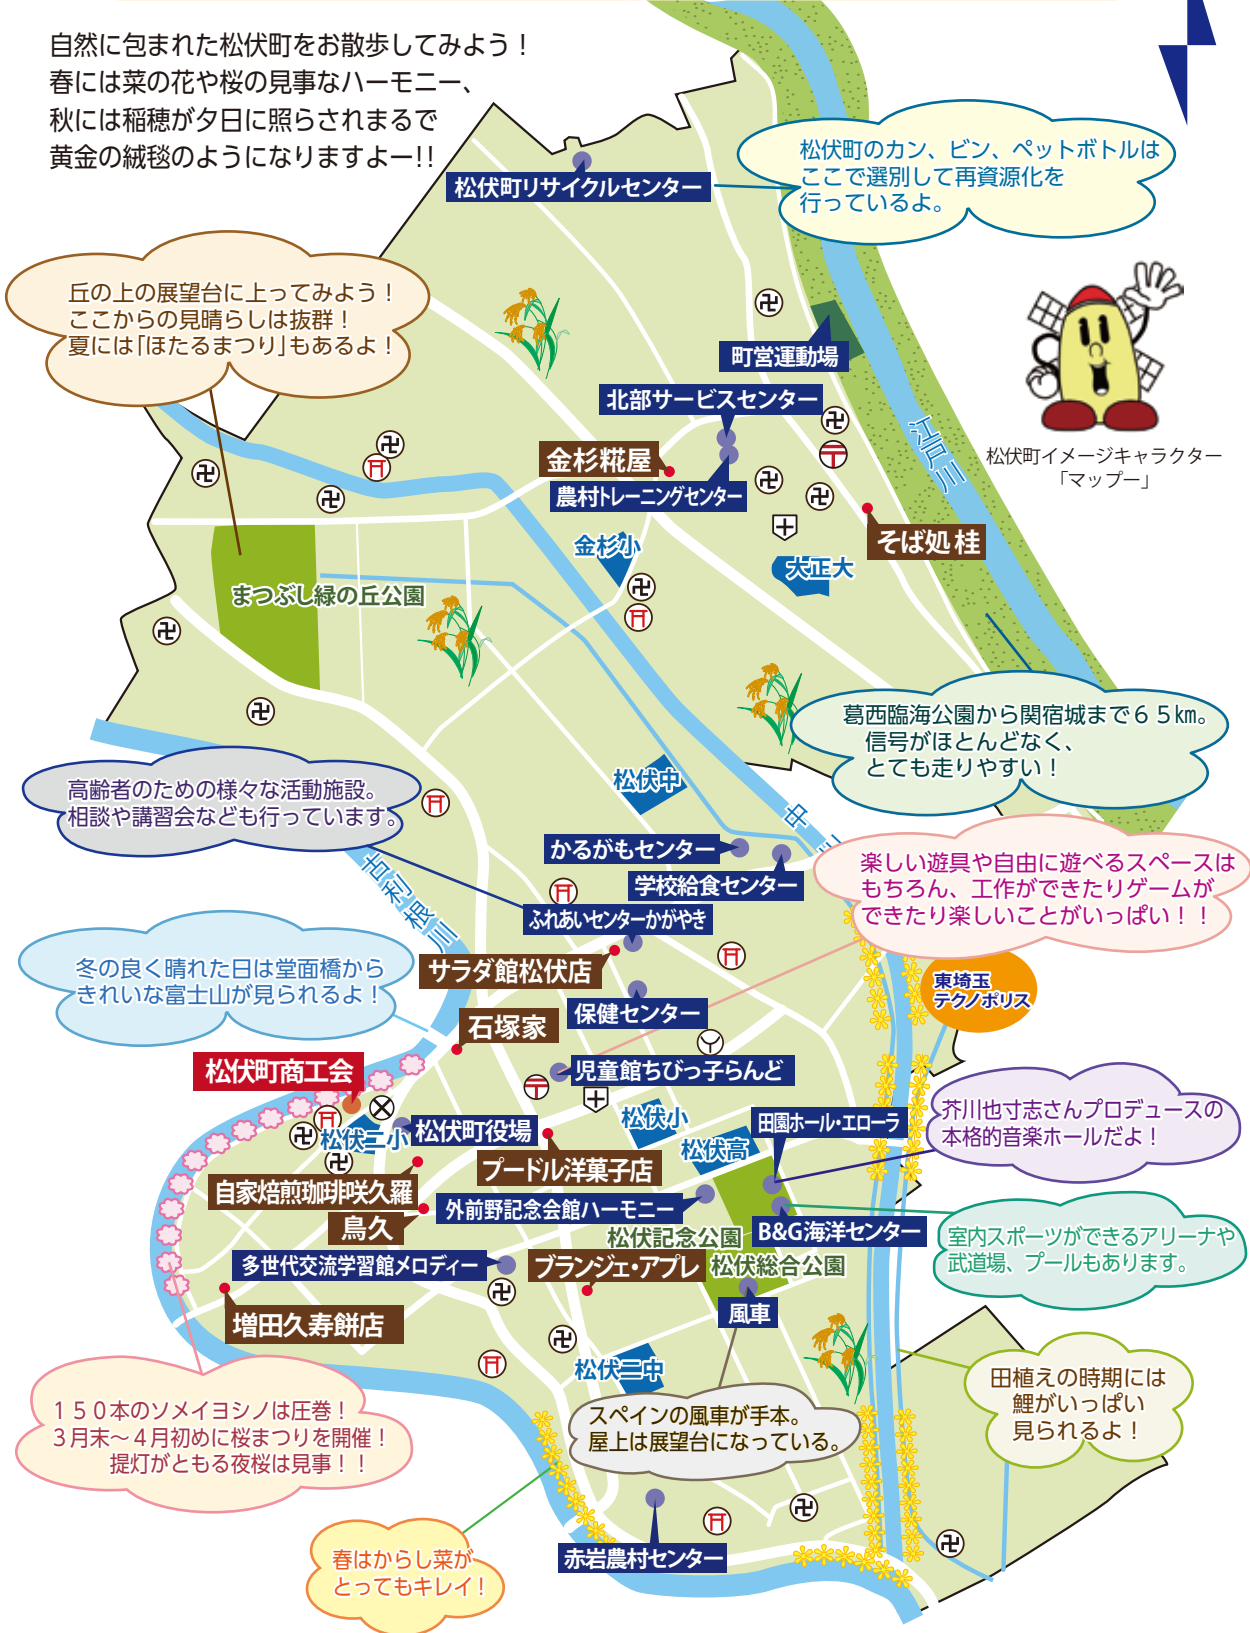 自然に包まれた松伏町をお散歩してみよう！
春には菜の花や桜の見事なハーモニー、
秋には稲穂が夕日に照らされまるで
黄金の絨毯のようになりますよー!!
松伏町のカン、ビン、ペットボトルは
ここで選別して再資源化を
行っているよ。
松伏町リサイクルセンター
丘の上の展望台に上ってみよう！
ここからの見晴らしは抜群！
夏には「ほたるまつり」もあるよ！
町営運動場
北部サービスセンター
江戸川
松伏町イメージキャラクター
「マップー」
金杉糀屋
農村トレーニングセンター
そば処 桂
金杉小
大正大
まつぶし緑の丘公園
葛西臨海公園から関宿城まで６５㎞。
信号がほとんどなく、
とても走りやすい！
松伏中
高齢者のための様々な活動施設。
相談や講習会なども行っています。
中
かるがもセンター
学校給食センター
楽しい遊具や自由に遊べるスペースは
もちろん、工作ができたりゲームが
できたり楽しいことがいっぱい！！
古利根川
ふれあいセンターかがやき
サラダ館松伏店
東埼玉
テクノポリス
冬の良く晴れた日は堂面橋から
きれいな富士山が見られるよ！
保健センター
石塚家
松伏町商工会
児童館ちびっ子らんど
芥川也寸志さんプロデュースの
本格的音楽ホールだよ！
松伏小
田園ホール・エローラ
松伏二小
松伏町役場
松伏高
プードル洋菓子店
自家焙煎珈琲咲久羅
外前野記念会館ハーモニー
鳥久
松伏記念公園
B&G海洋センター
室内スポーツができるアリーナや
武道場、プールもあります。
多世代交流学習館メロディー
ブランジェ・アプレ
松伏総合公園
風車
増田久寿餅店
松伏二中
田植えの時期には
鯉がいっぱい
見られるよ！
１５０本のソメイヨシノは圧巻！
３月末～４月初めに桜まつりを開催！
提灯がともる夜桜は見事！！
スペインの風車が手本。
屋上は展望台になっている。
春はからし菜が
とってもキレイ！
赤岩農村センター